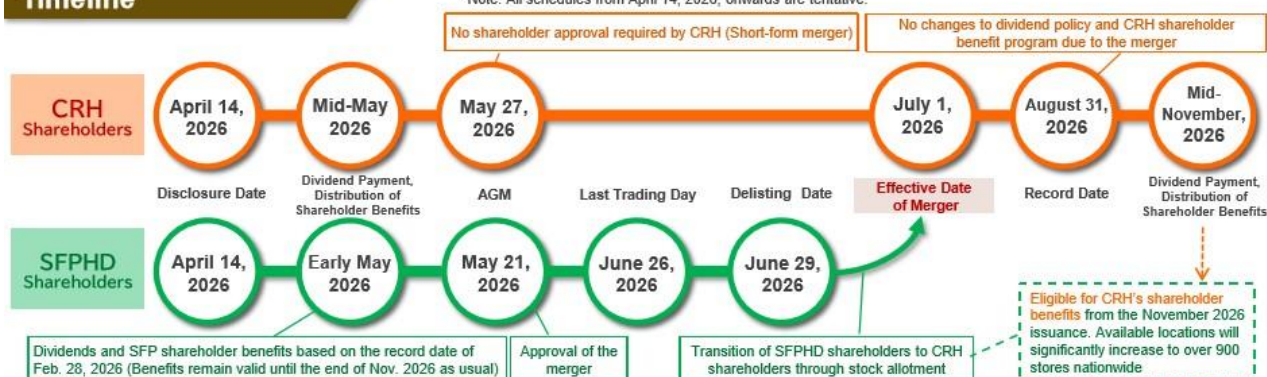 Timeline
Note: All schedules from April 14, 2026, onwards are tentative.
No shareholder approval required by CRH (Short-form merger)
No changes to dividend policy and CRH shareholder
benefit program due to the merger
CRH
Shareholders
April 14,
2026
Mid-May
2026
May 27,
2026
July 1,
2026
August 31,
2026
Mid-
November,
2026
Disclosure Date
Dividend Payment,
Distribution of
Shareholder Benefits
AGM
Last Trading Day
Delisting Date
Effective Date
of Merger
Record Date
Dividend Payment,
Distribution of
Shareholder Benefits
SFPHD
Shareholders
April 14,
2026
Early May
2026
May 21,
2026
June 26,
2026
June 29,
2026
Dividends and SFP shareholder benefits based on the record date of
Feb. 28, 2026 (Benefits remain valid until the end of Nov. 2026 as usual)
Approval of the
merger
Transition of SFPHD shareholders to CRH
shareholders through stock allotment
Eligible for CRH's shareholder
benefits from the November 2026
issuance. Available locations will
significantly increase to over 900
stores nationwide